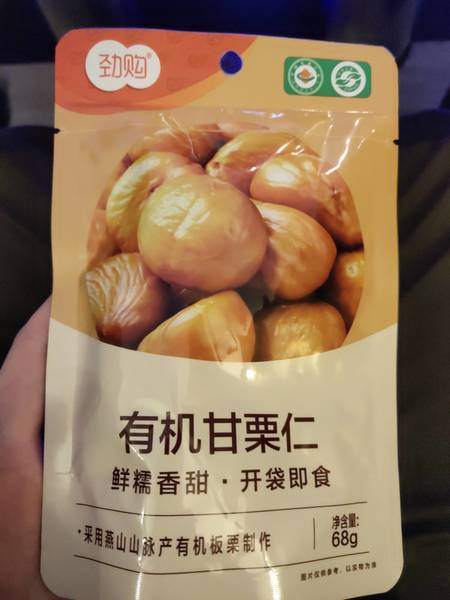 劲购®
有机甘栗仁
鲜糯香甜·开袋即食
·采用燕山山脉产有机板栗制作
净含量:
68g
图片仅供参考，以实物为准